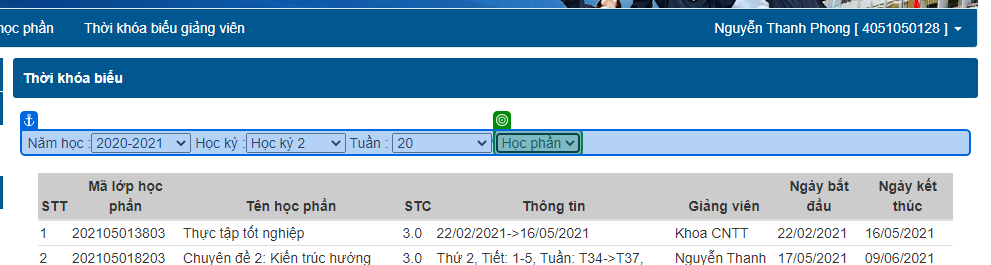 học phần Thời khóa biểu giảng viên Nguyễn Thanh Phong [ 4051050128 ]
Thời khóa biểu
Năm học : 2020-2021 Học kỳ : Học kỳ 2 Tuần : 20 Học phần
STT Mã lớp học phần Tên học phần STC Thông tin Giảng viên Ngày bắt đầu Ngày kết thúc
1 202105013803 Thực tập tốt nghiệp 3.0 22/02/2021->16/05/2021 Khoa CNTT 22/02/2021 16/05/2021
2 202105018203 Chuyên đề 2: Kiến trúc hướng 3.0 Thứ 2, Tiết: 1-5, Tuần: T34->T37, Nguyễn Thanh 17/05/2021 09/06/2021